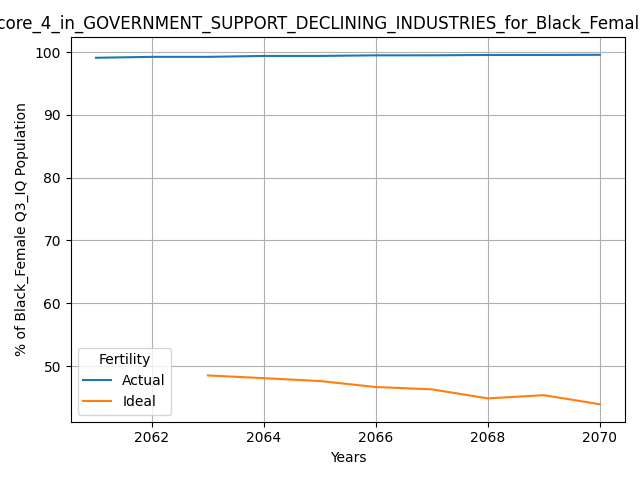 core_4_in_GOVERNMENT_SUPPORT_DECLINING_INDUSTRIES_for_Black_Femal
% of Black_Female Q3_IQ Population
100
90
80
70
60
50
Fertility
Actual
Ideal
2062 2064 2066 2068 2070
Years